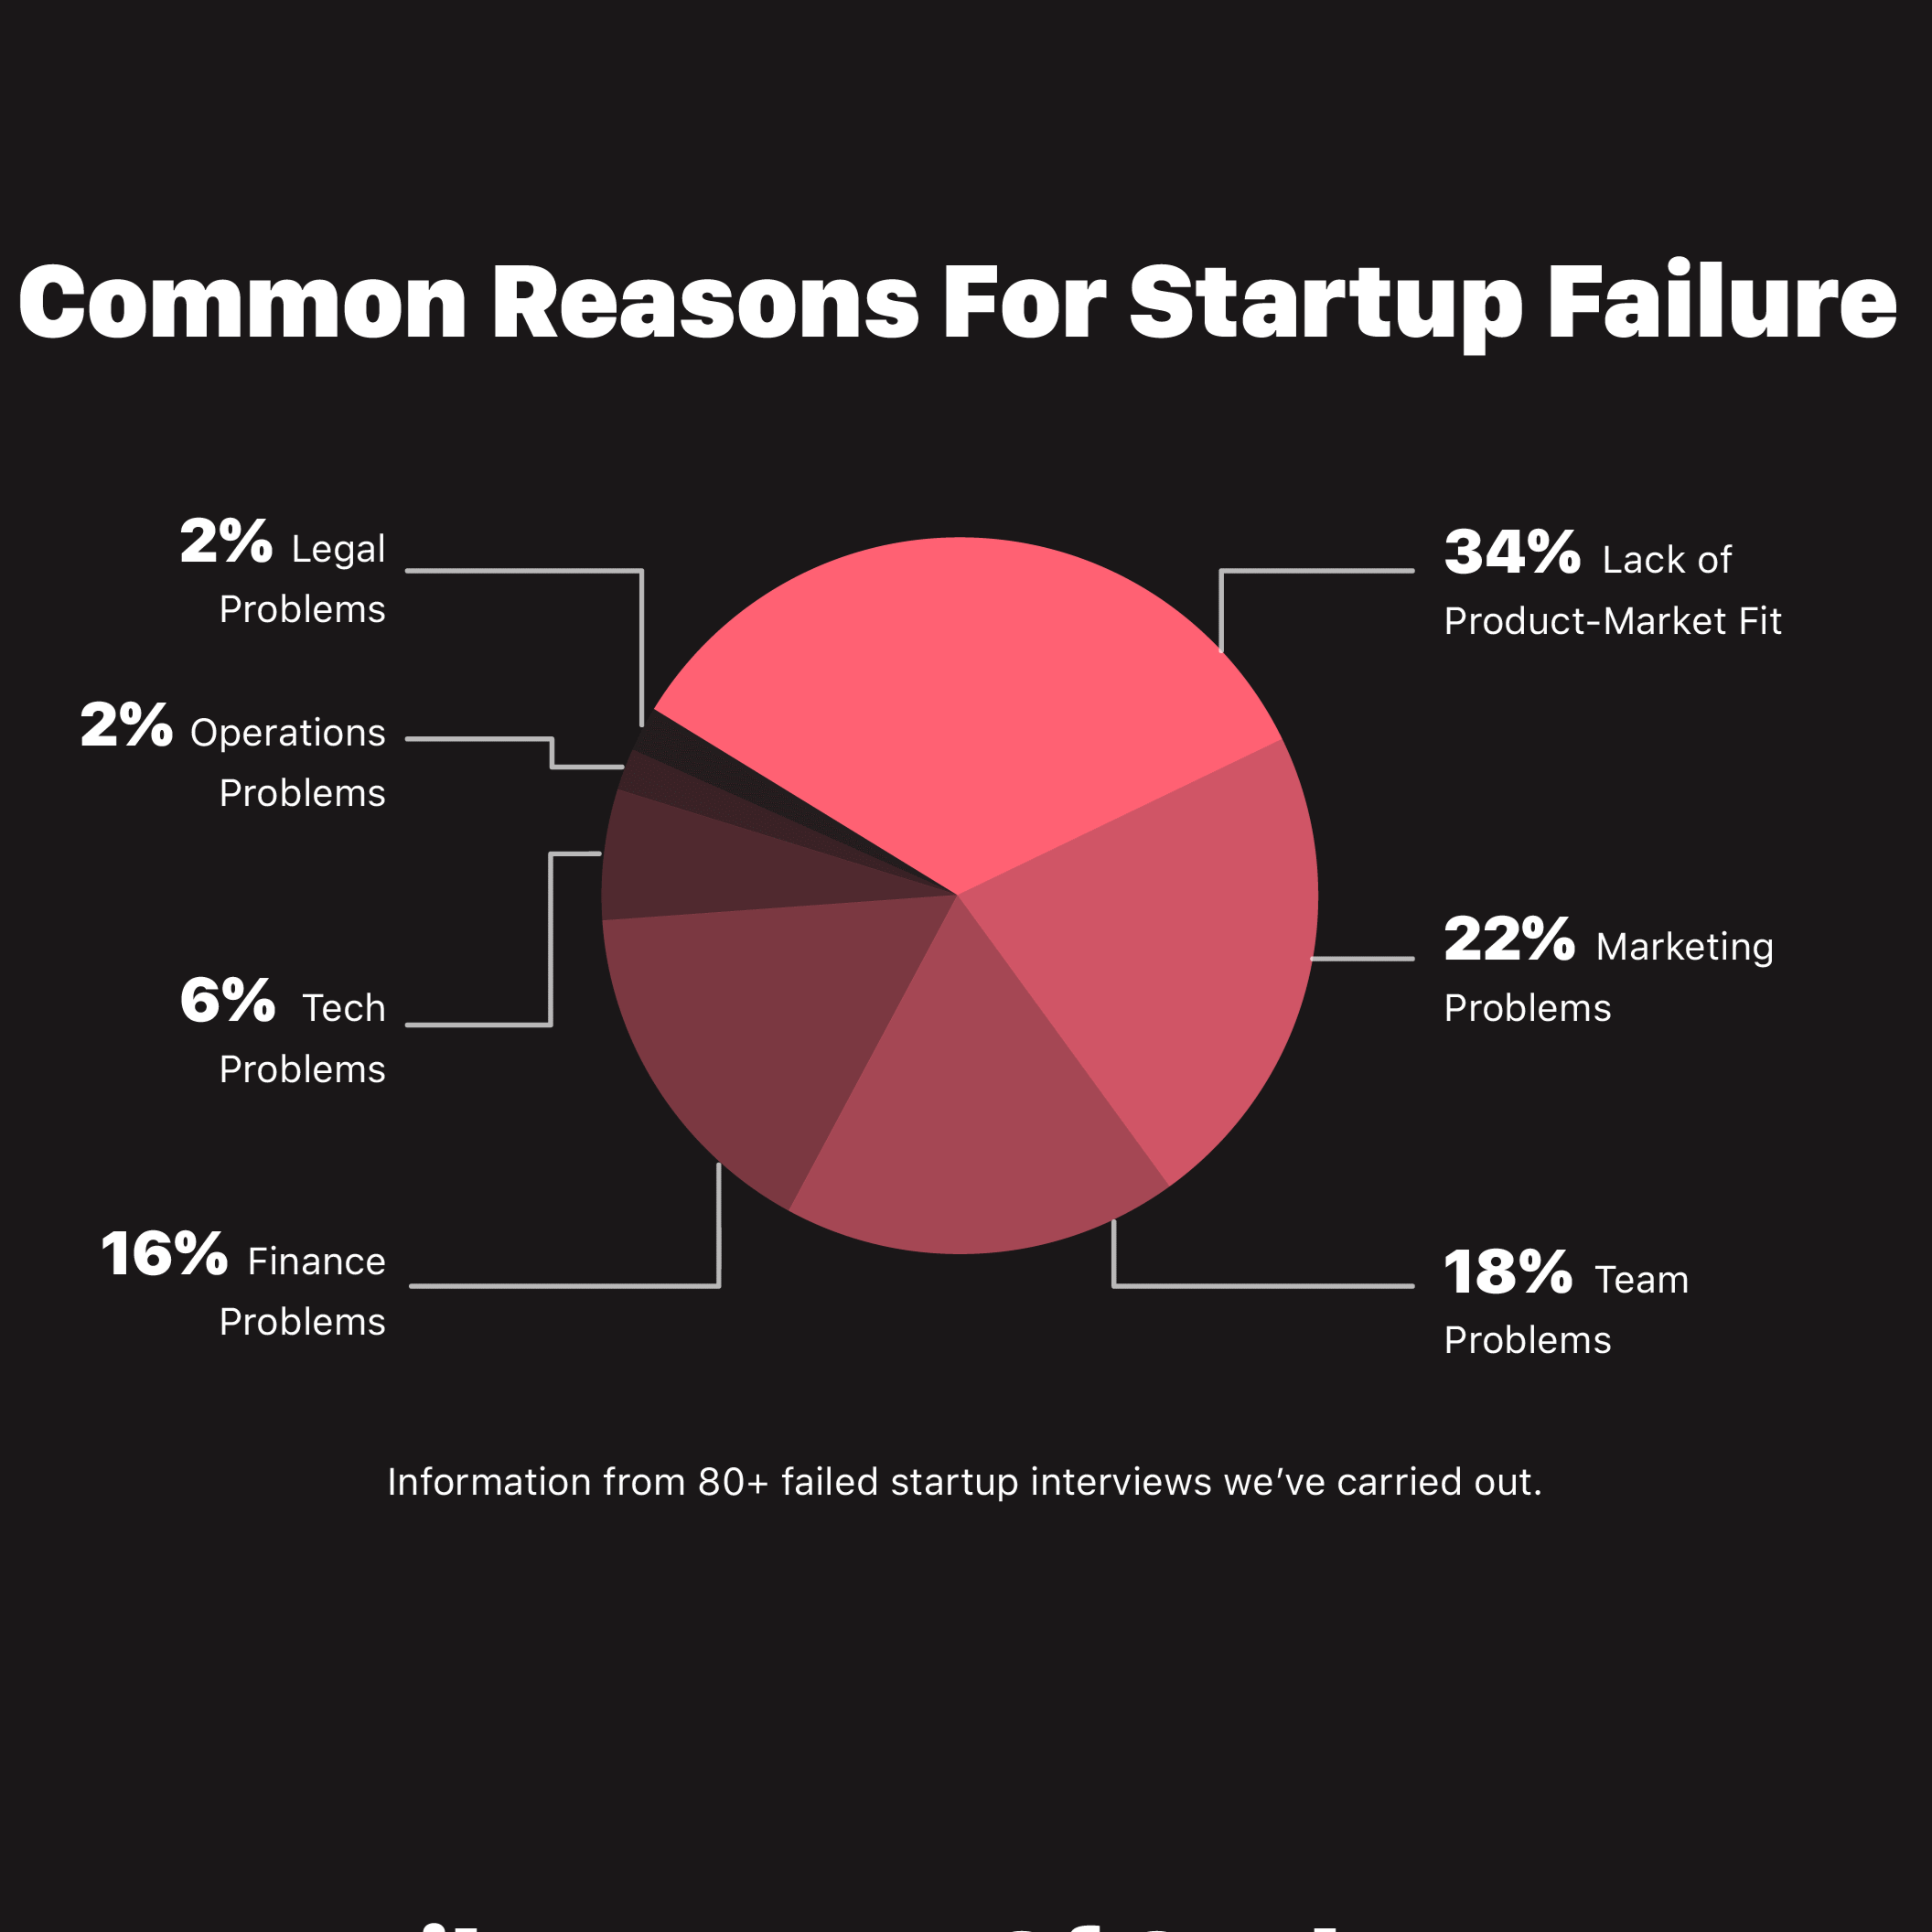 Common Reasons For Startup Failure
2% Legal
Problems
34% Lack of
Product-Market Fit
2% Operations
Problems
22% Marketing
Problems
6% Tech
Problems
16% Finance
Problems
18% Team
Problems
Information from 80+ failed startup interviews we’ve carried out.